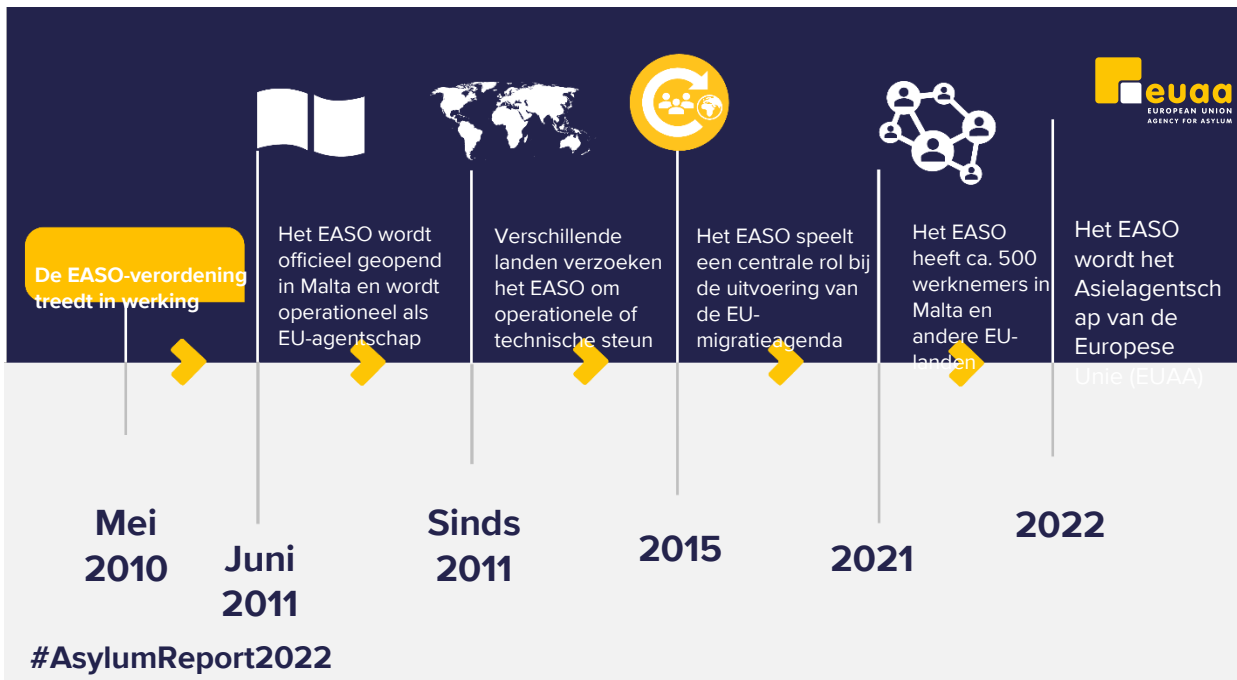 euaa
EUROPEAN UNION
AGENCY FOR ASYLUM
De EASO-verordening
treedt in werking
Het EASO wordt
officieel geopend
in Malta en wordt
operationeel als
EU-agentschap
Verschillende
landen verzoeken
het EASO om
operationele of
technische steun
Het EASO speelt
een centrale rol bij
de uitvoering van
de EU-
migratieagenda
Het EASO
heeft ca. 500
werknemers in
Malta en
andere EU-
landen
Het EASO
wordt het
Asielagentsch
ap van de
Europese
Unie (EUAA)
Mei
2010
Juni
2011
Sinds
2011
2015
2021
2022
#AsylumReport2022